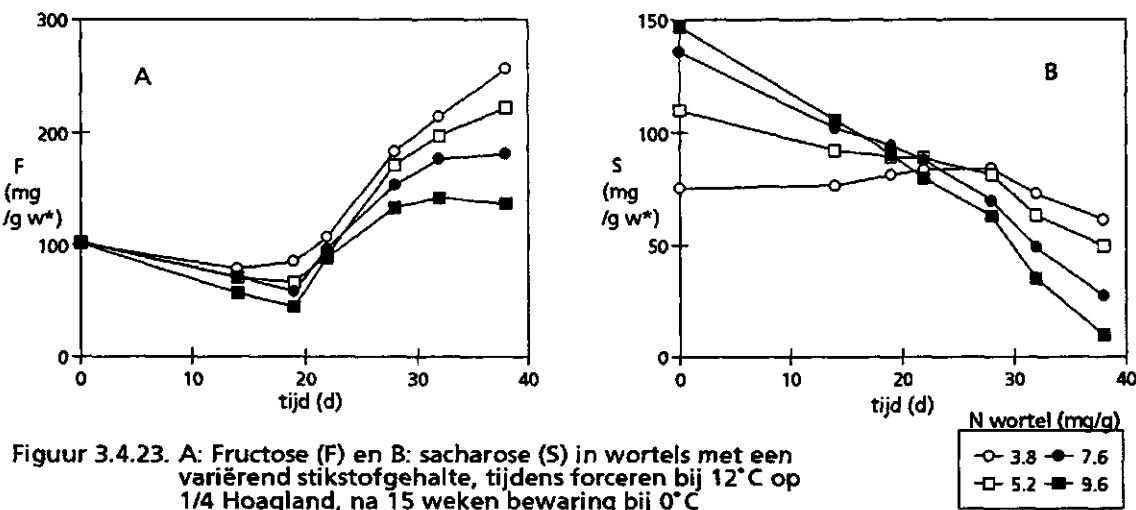 300
200
100
0
F
(mg
/g w*)
A
0
10
20
30
40
tijd (d)
150
100
50
0
S
(mg
/g w*)
B
0
10
20
30
40
tijd (d)
N wortel (mg/g)
3.8 7.6
5.2 9.6
Figuur 3.4.23. A: Fructose (F) en B: sacharose (S) in wortels met een
variërend stikstofgehalte, tijdens forceren bij 12°C op
1/4 Hoagland, na 15 weken bewaring bij 0°C